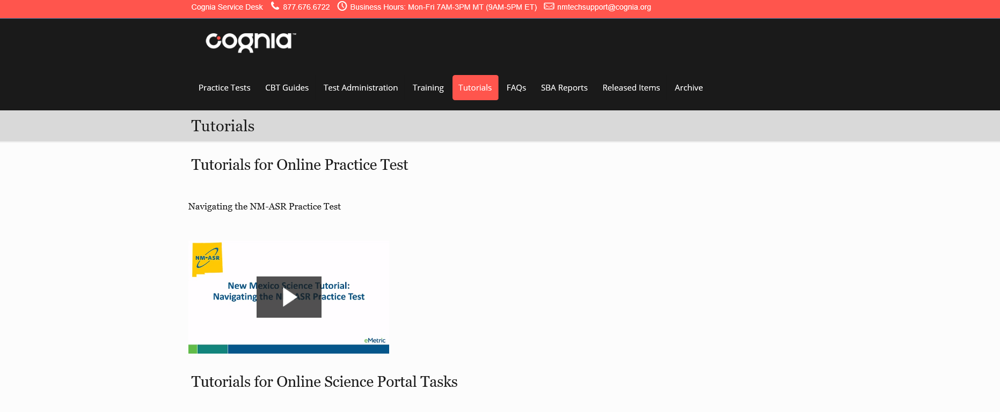 Cognia Service Desk 877.676.6722 Business Hours: Mon-Fri 7AM-3PM MT (9AM-5PM ET) nmtechsupport@cognia.org
cognia™
Practice Tests CBT Guides Test Administration Training Tutorials FAQs SBA Reports Released Items Archive
Tutorials
Tutorials for Online Practice Test
Navigating the NM-ASR Practice Test
NM-ASR
New Mexico Science Tutorial:
Navigating the NM-ASR Practice Test
eMetric
Tutorials for Online Science Portal Tasks